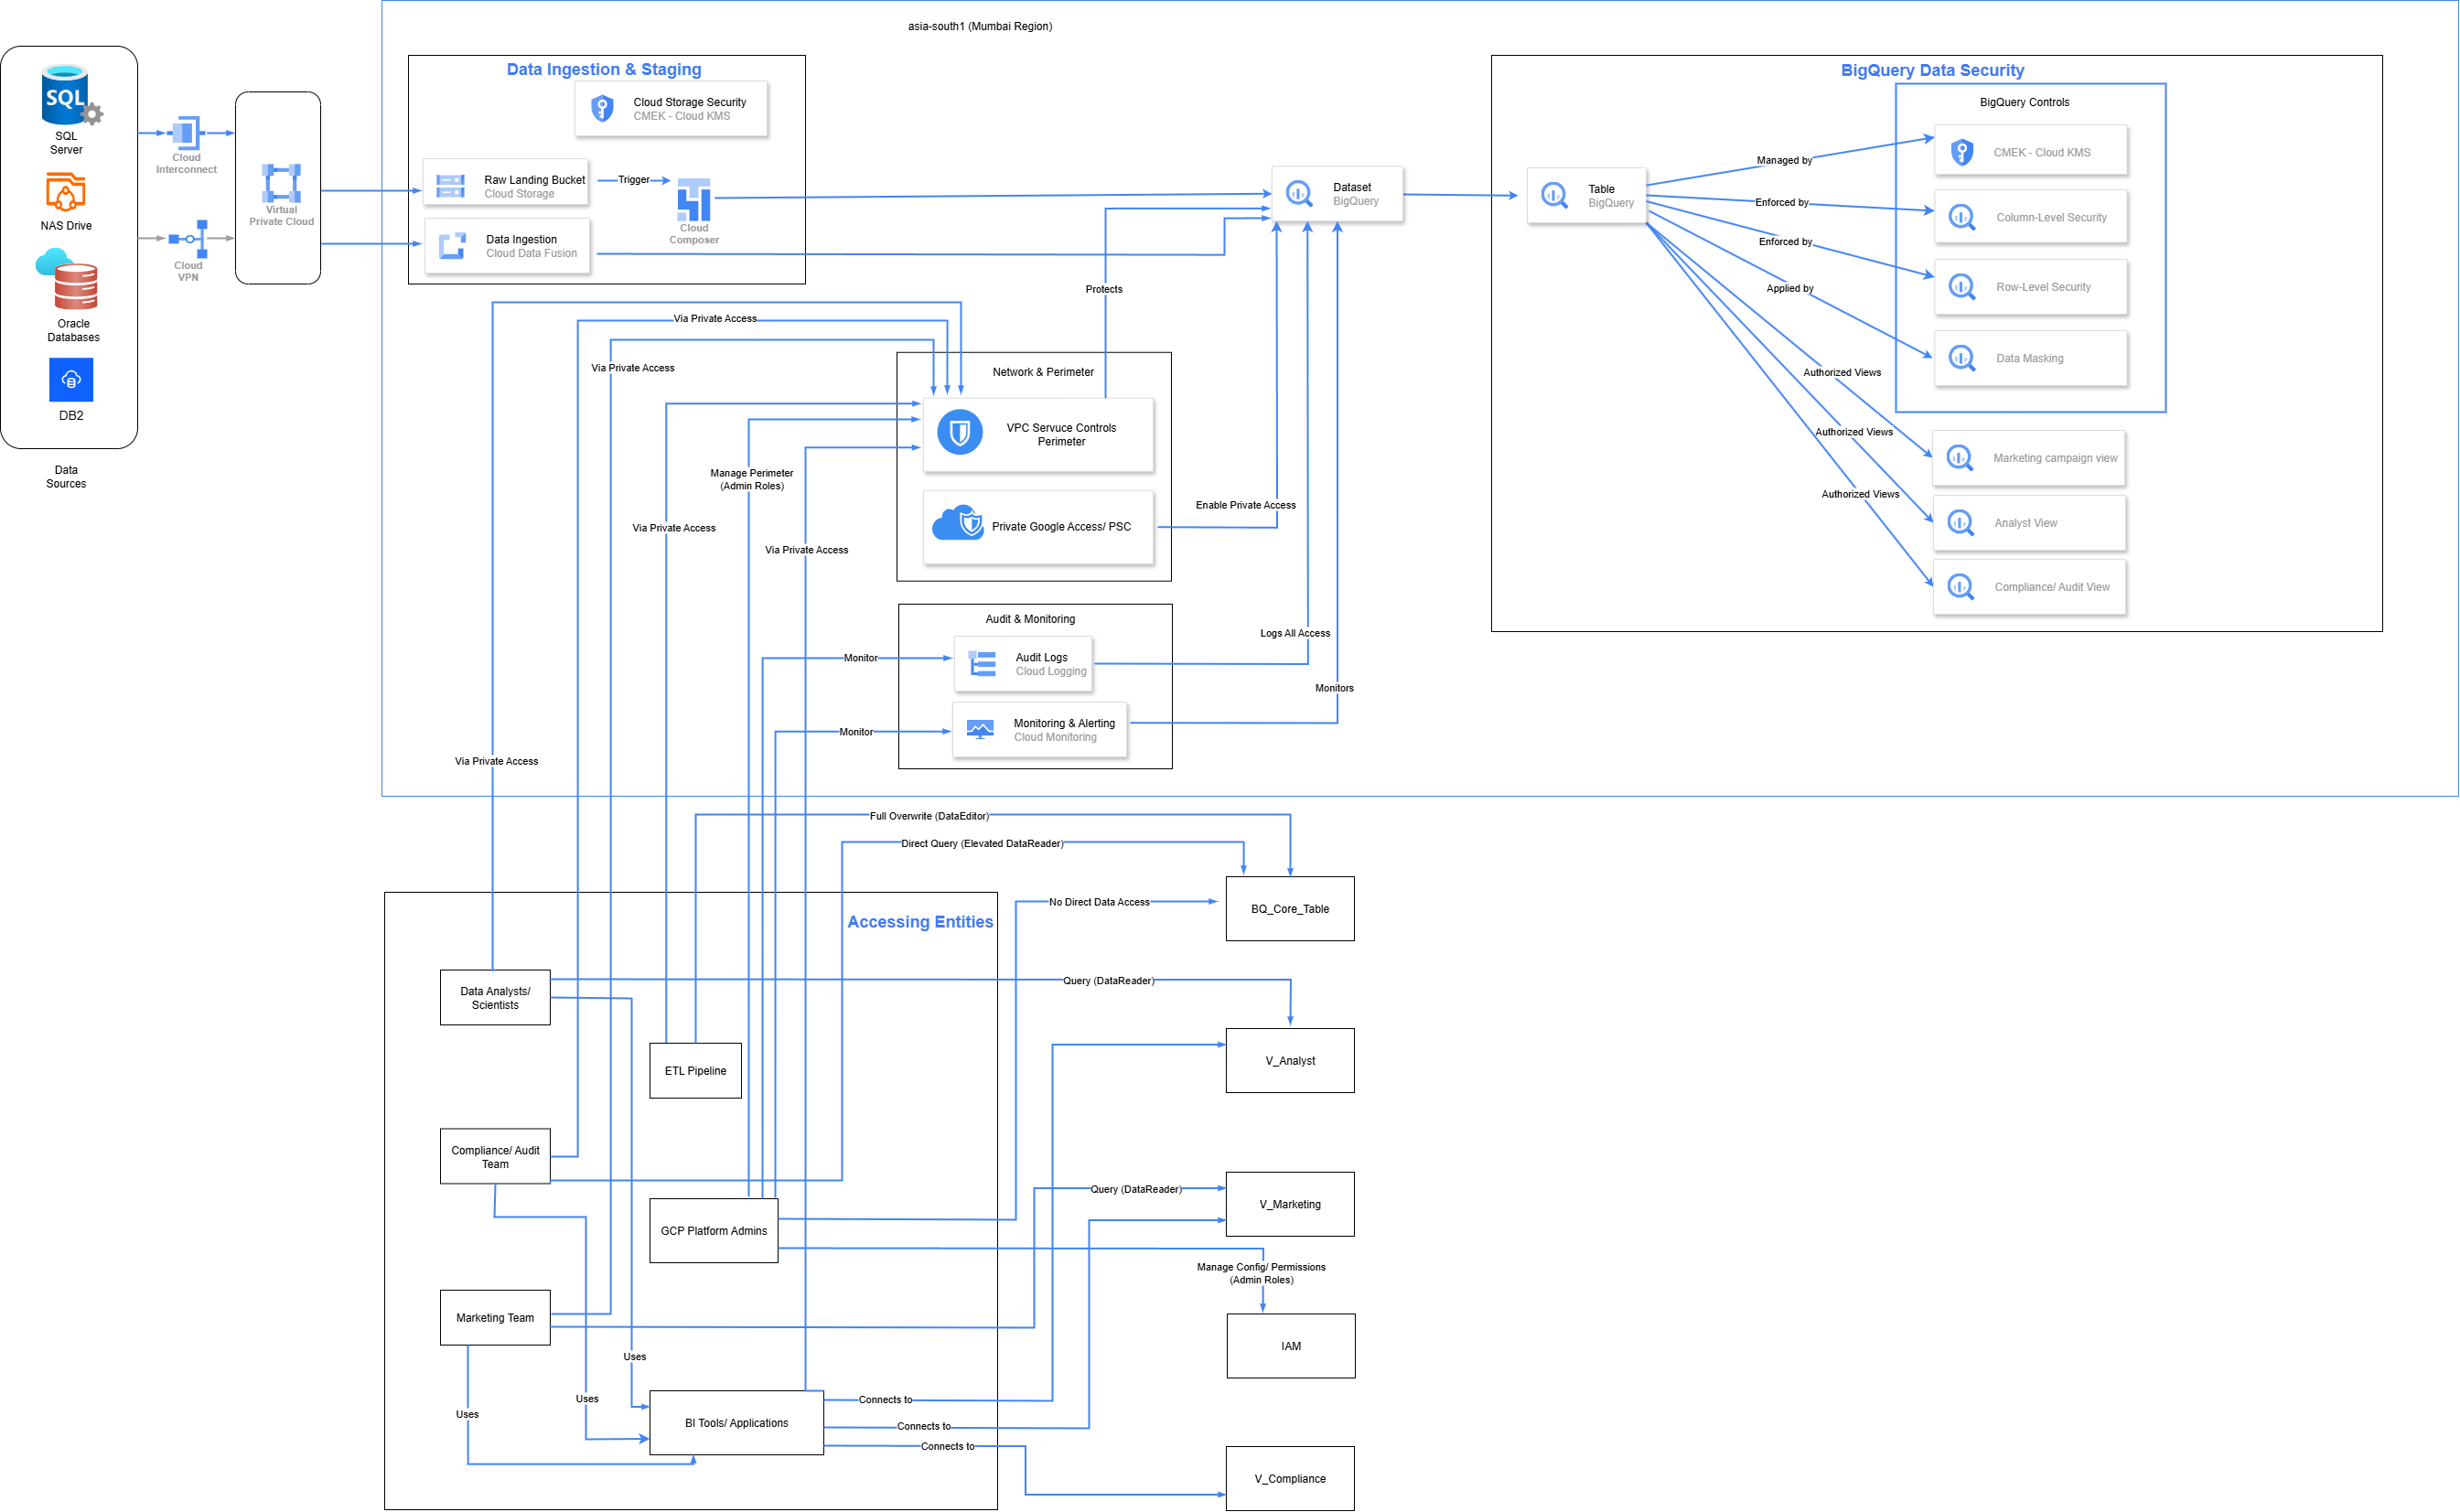 asia-south1 (Mumbai Region)
SQL
Server
NAS Drive
Oracle
Databases
DB2
Data
Sources
SQL
Cloud
Interconnect
Cloud
VPN
Virtual
Private Cloud
Data Ingestion & Staging
Cloud Storage Security
CMEK - Cloud KMS
Raw Landing Bucket
Cloud Storage
Trigger
Cloud
Composer
Data Ingestion
Cloud Data Fusion
Dataset
BigQuery
BigQuery Data Security
Table
BigQuery
Managed by
Enforced by
Enforced by
Applied by
Authorized Views
Authorized Views
Authorized Views
BigQuery Controls
CMEK - Cloud KMS
Column-Level Security
Row-Level Security
Data Masking
Marketing campaign view
Analyst View
Compliance/ Audit View
Protects
Via Private Access
Via Private Access
Network & Perimeter
VPC Servuce Controls
Perimeter
Private Google Access/ PSC
Manage Perimeter
(Admin Roles)
Via Private Access
Via Private Access
Enable Private Access
Audit & Monitoring
Audit Logs
Cloud Logging
Monitoring & Alerting
Cloud Monitoring
Monitor
Monitor
Logs All Access
Monitors
Via Private Access
Full Overwrite (DataEditor)
Direct Query (Elevated DataReader)
No Direct Data Access
BQ_Core_Table
Accessing Entities
Data Analysts/
Scientists
Query (DataReader)
ETL Pipeline
V_Analyst
Compliance/ Audit
Team
GCP Platform Admins
Query (DataReader)
V_Marketing
Manage Config/ Permissions
(Admin Roles)
Marketing Team
IAM
Uses
Uses
Uses
BI Tools/ Applications
Connects to
Connects to
Connects to
V_Compliance